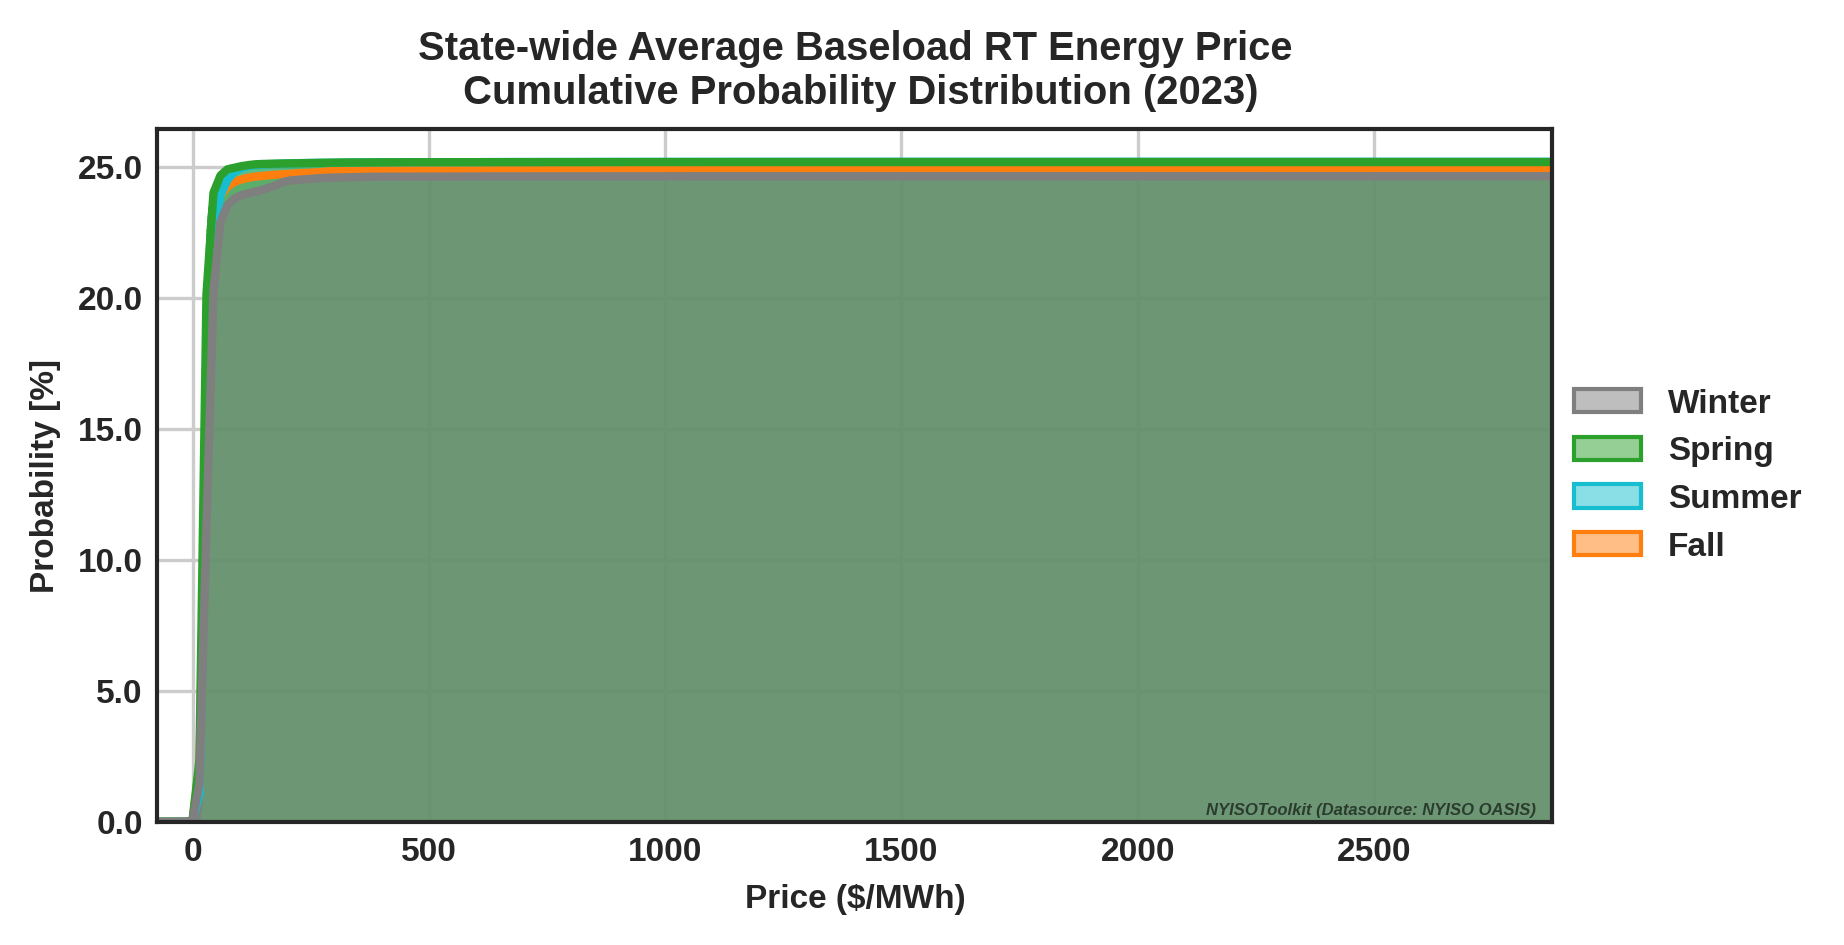 State-wide Average Baseload RT Energy Price
Cumulative Probability Distribution (2023)
25.0
20.0
15.0
10.0
5.0
0.0
Probability [%]
0
500
1000
1500
2000
2500
Price ($/MWh)
Winter
Spring
Summer
Fall
NYISOToolkit (Datasource: NYISO OASIS)